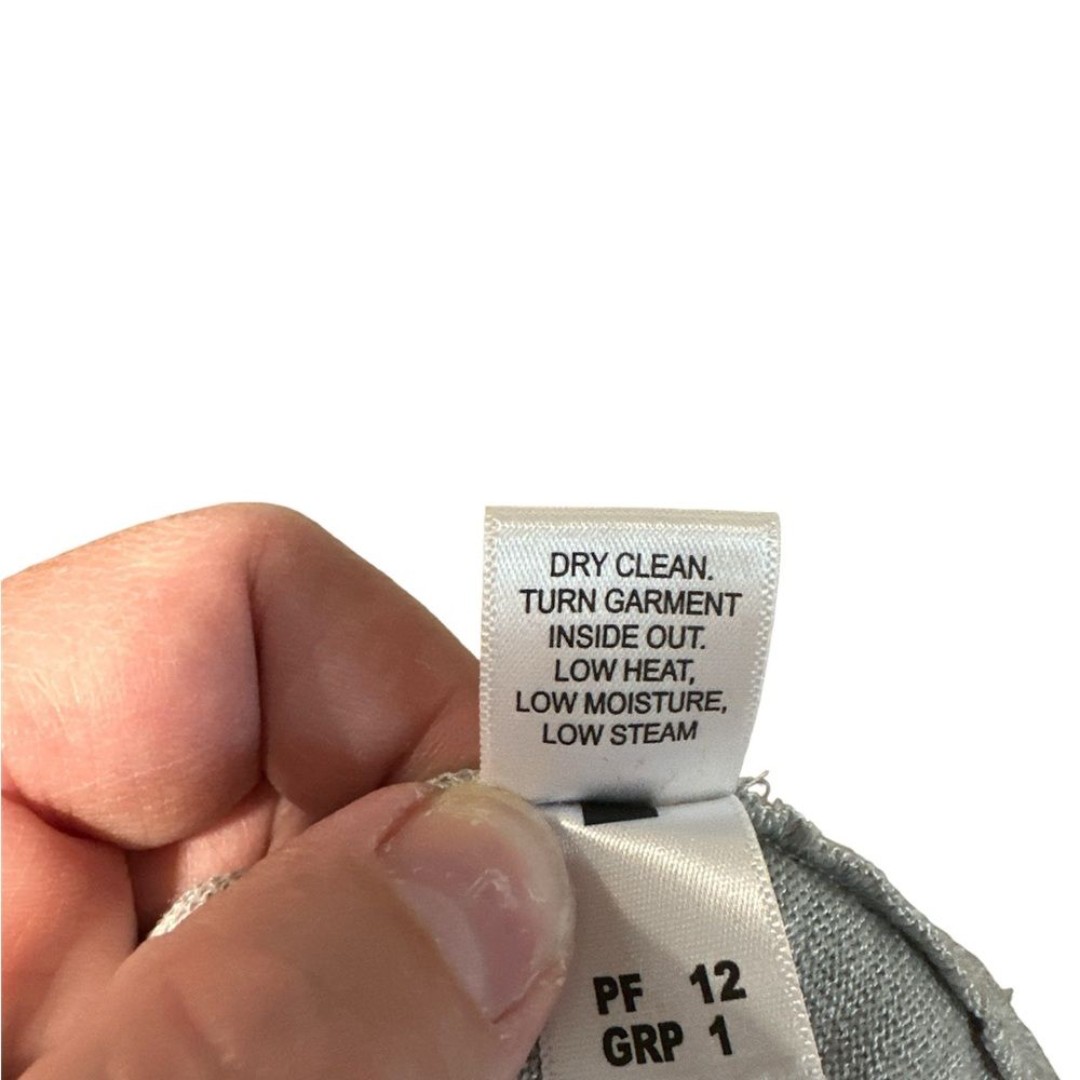 DRY CLEAN.
TURN GARMENT
INSIDE OUT.
LOW HEAT,
LOW MOISTURE,
LOW STEAM
PF 12
GRP 1